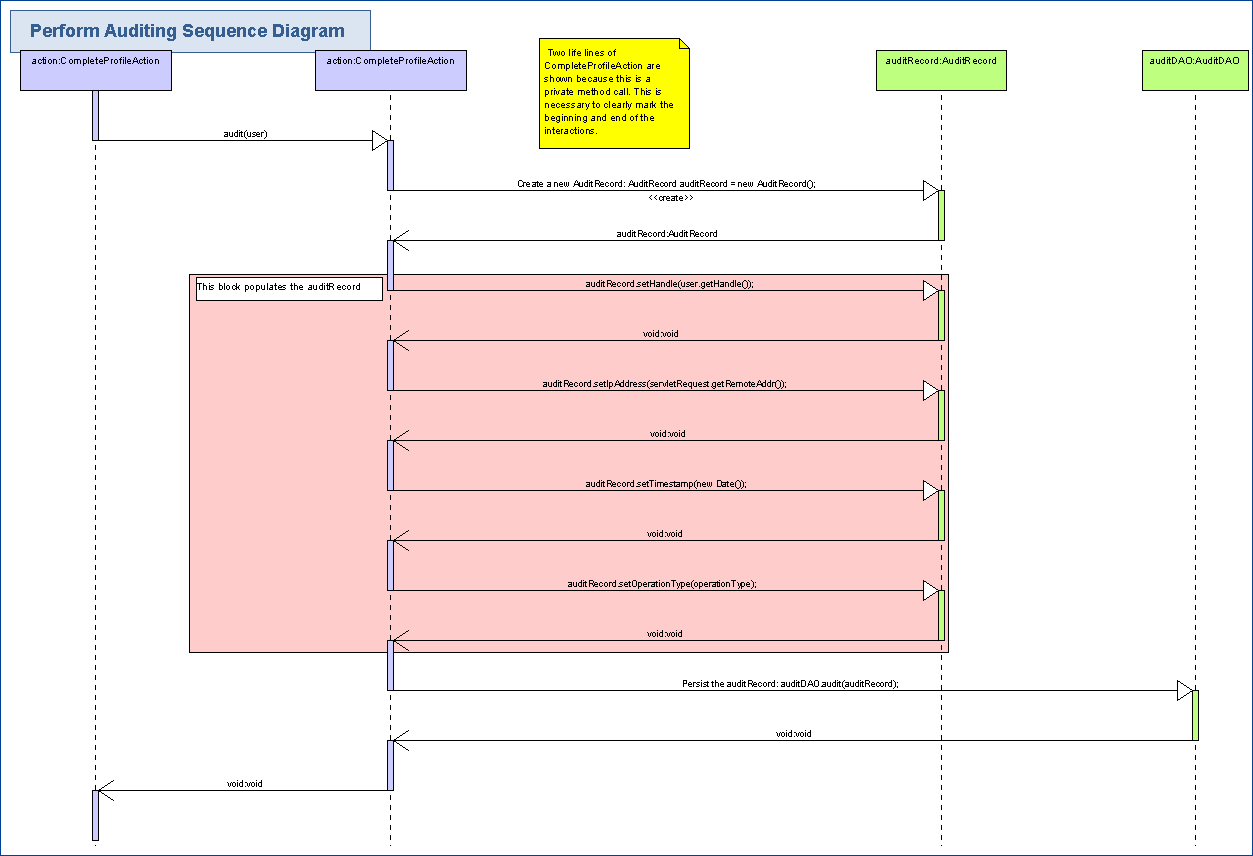 Perform Auditing Sequence Diagram
action:CompleteProfileAction
action:CompleteProfileAction
Two life lines of
CompleteProfileAction are
shown because this is a
private method call. This is
necessary to clearly mark the
beginning and end of the
interactions.
auditRecord:AuditRecord
auditDAO:AuditDAO
audit(user)
Create a new AuditRecord: AuditRecord auditRecord = new AuditRecord();
<<create>>
auditRecord:AuditRecord
This block populates the auditRecord
auditRecord.setHandle(user.getHandle());
void:void
auditRecord.setIpAddress(servletRequest.getRemoteAddr());
void:void
auditRecord.setTimestamp(new Date());
void:void
auditRecord.setOperationType(operationType);
void:void
Persist the auditRecord: auditDAO.audit(auditRecord);
void:void
void:void